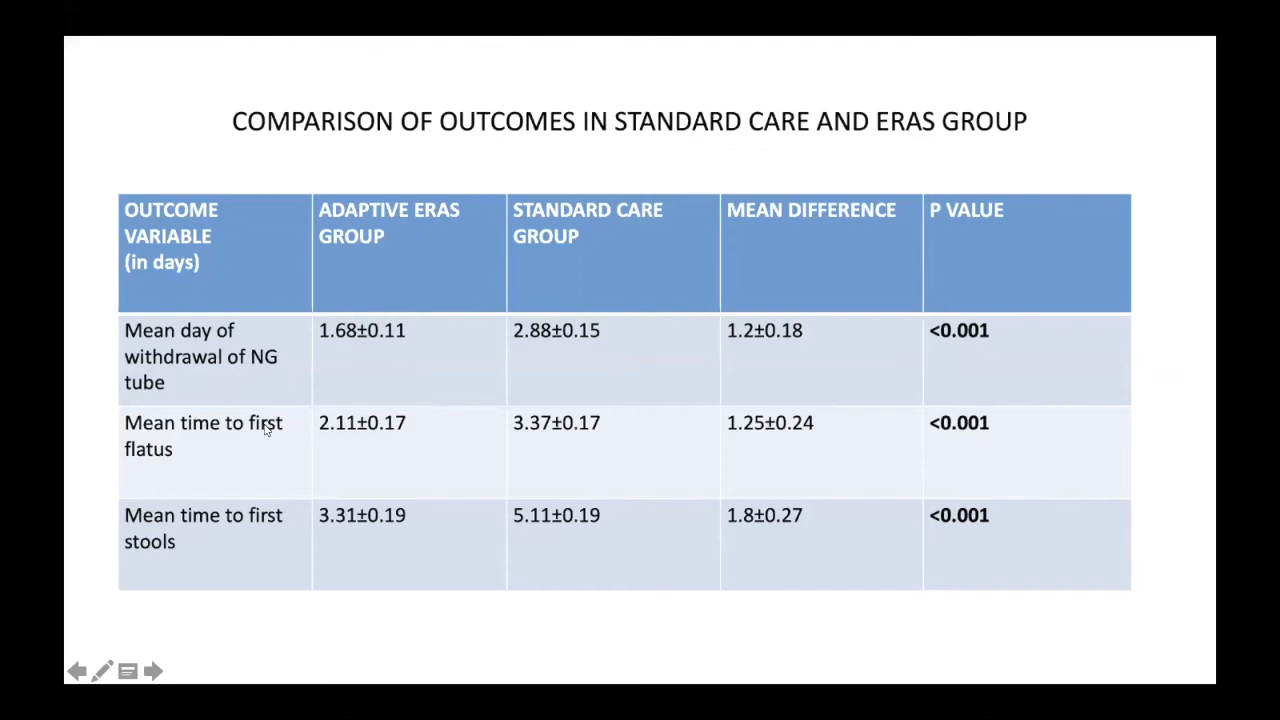 COMPARISON OF OUTCOMES IN STANDARD CARE AND ERAS GROUP
OUTCOME
VARIABLE
(in days)
ADAPTIVE ERAS
GROUP
STANDARD CARE
GROUP
MEAN DIFFERENCE
P VALUE
Mean day of
withdrawal of NG
tube
1.68±0.11
2.88±0.15
1.2±0.18
<0.001
Mean time to first
flatus
2.11±0.17
3.37±0.17
1.25±0.24
<0.001
Mean time to first
stools
3.31±0.19
5.11±0.19
1.8±0.27
<0.001